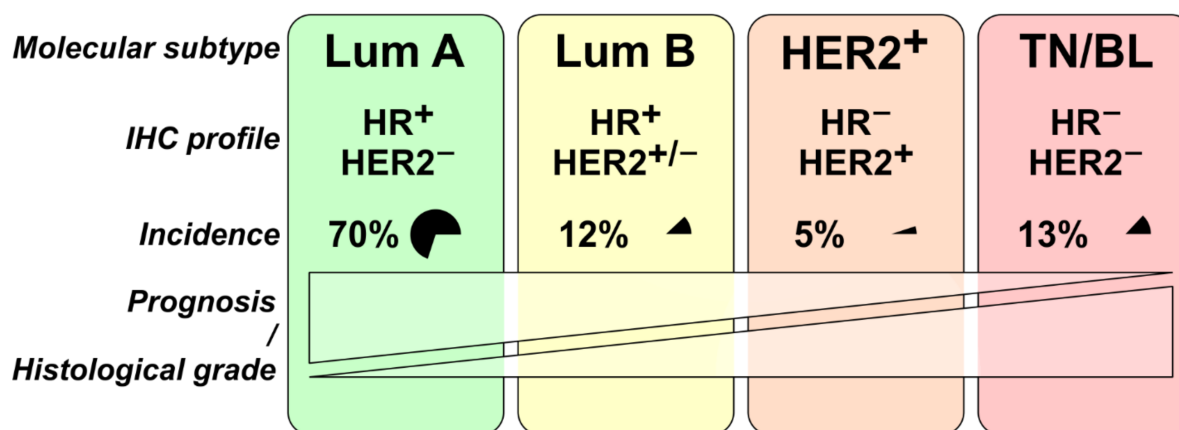 Molecular subtype Lum A Lum B HER2⁺ TN/BL
IHC profile HR⁺ HR⁺ HR⁻ HR⁻
HER2⁻ HER2⁺/⁻ HER2⁺ HER2⁻
Incidence 70% 12% 5% 13%
Prognosis
/
Histological grade